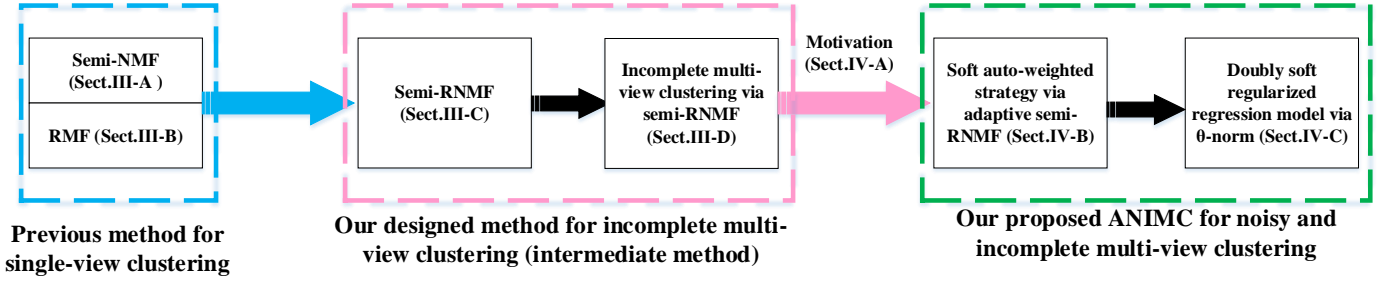 Semi-NMF
(Sect.III-A )
RMF (Sect.III-B)
Previous method for
single-view clustering
Semi-RNMF
(Sect.III-C)
Incomplete multi-
view clustering via
semi-RNMF
(Sect.III-D)
Our designed method for incomplete multi-
view clustering (intermediate method)
Motivation
(Sect.IV-A)
Soft auto-weighted
strategy via
adaptive semi-
RNMF (Sect.IV-B)
Doubly soft
regularized
regression model via
θ-norm (Sect.IV-C)
Our proposed ANIMC for noisy and
incomplete multi-view clustering